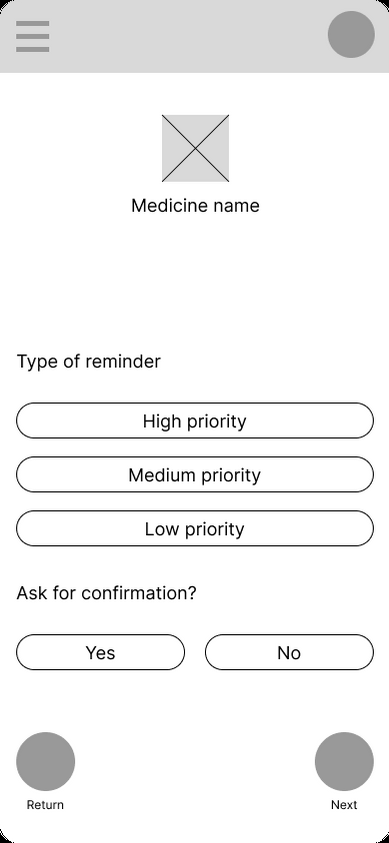 Medicine name
Type of reminder
High priority
Medium priority
Low priority
Ask for confirmation?
Yes
No
Return
Next